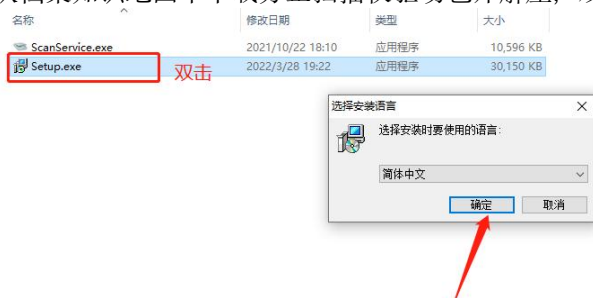 名称 修改日期 类型 大小
ScanService.exe 2021/10/22 18:10 应用程序 10,596 KB
Setup.exe 双击 2022/3/28 19:22 应用程序 30,150 KB
选择安装语言
选择安装时要使用的语言:
简体中文
确定 取消